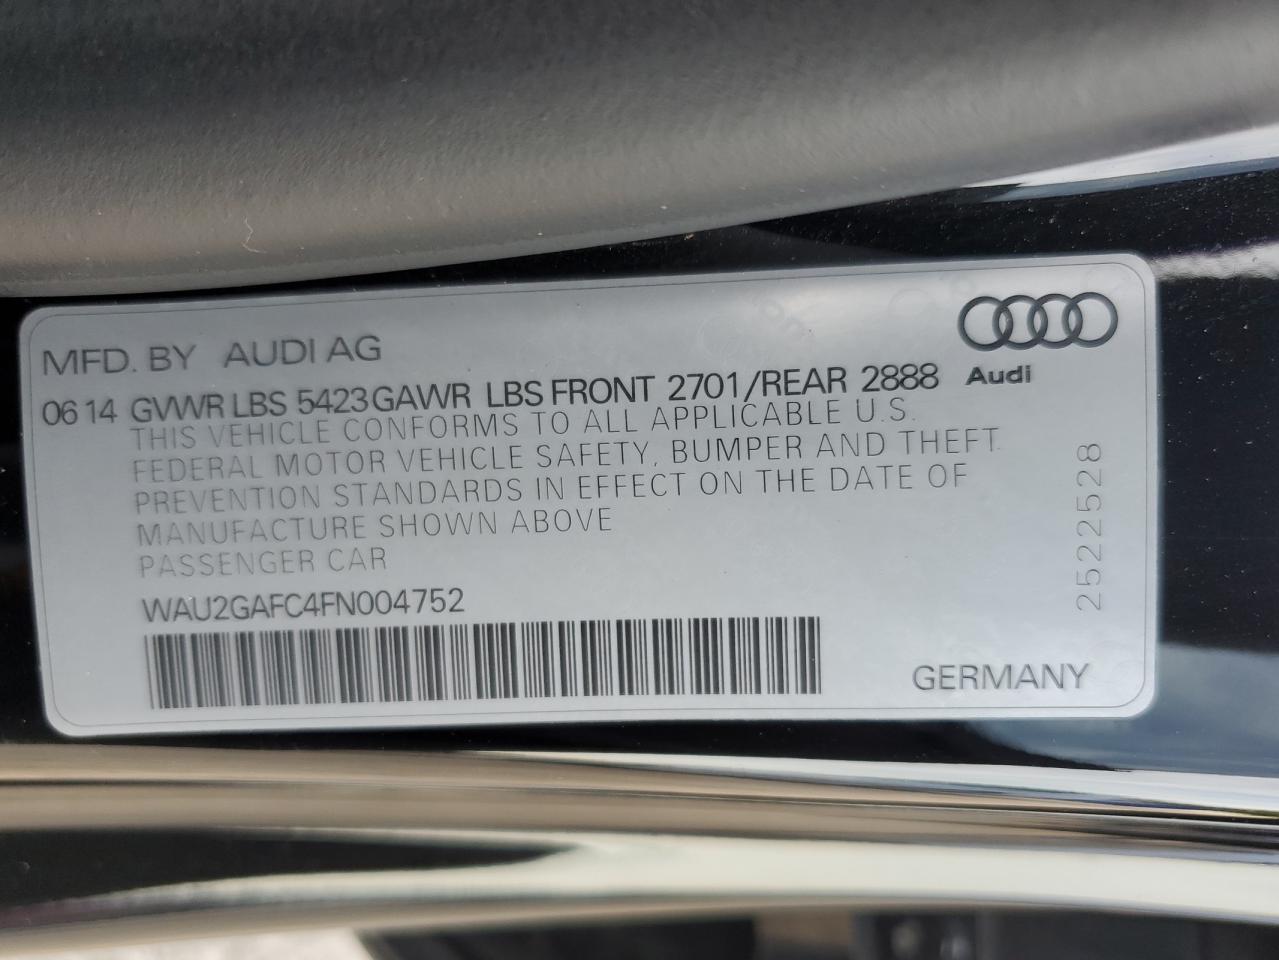 MFD. BY AUDI AG
06 14 GVWR LBS 5423 GAWR LBS FRONT 2701/REAR 2888
Audi
THIS VEHICLE CONFORMS TO ALL APPLICABLE U.S.
FEDERAL MOTOR VEHICLE SAFETY, BUMPER AND THEFT
PREVENTION STANDARDS IN EFFECT ON THE DATE OF
MANUFACTURE SHOWN ABOVE
PASSENGER CAR
WAU2GAFC4FN004752
GERMANY
2522528